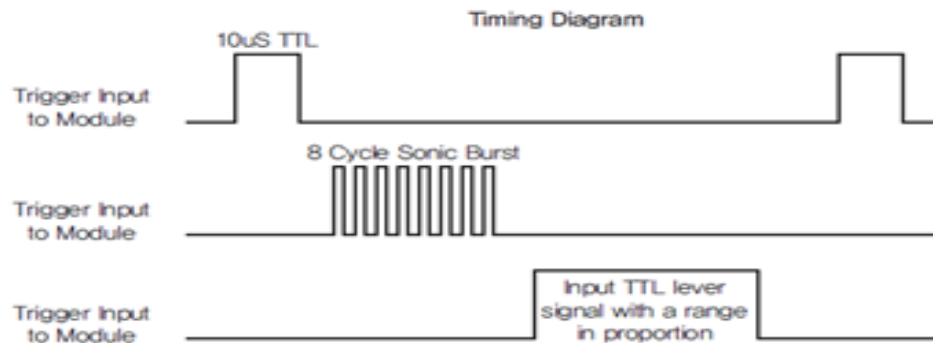 Timing Diagram
10uS TTL
Trigger Input
to Module
8 Cycle Sonic Burst
Trigger Input
to Module
Input TTL lever
signal with a range
in proportion
Trigger Input
to Module